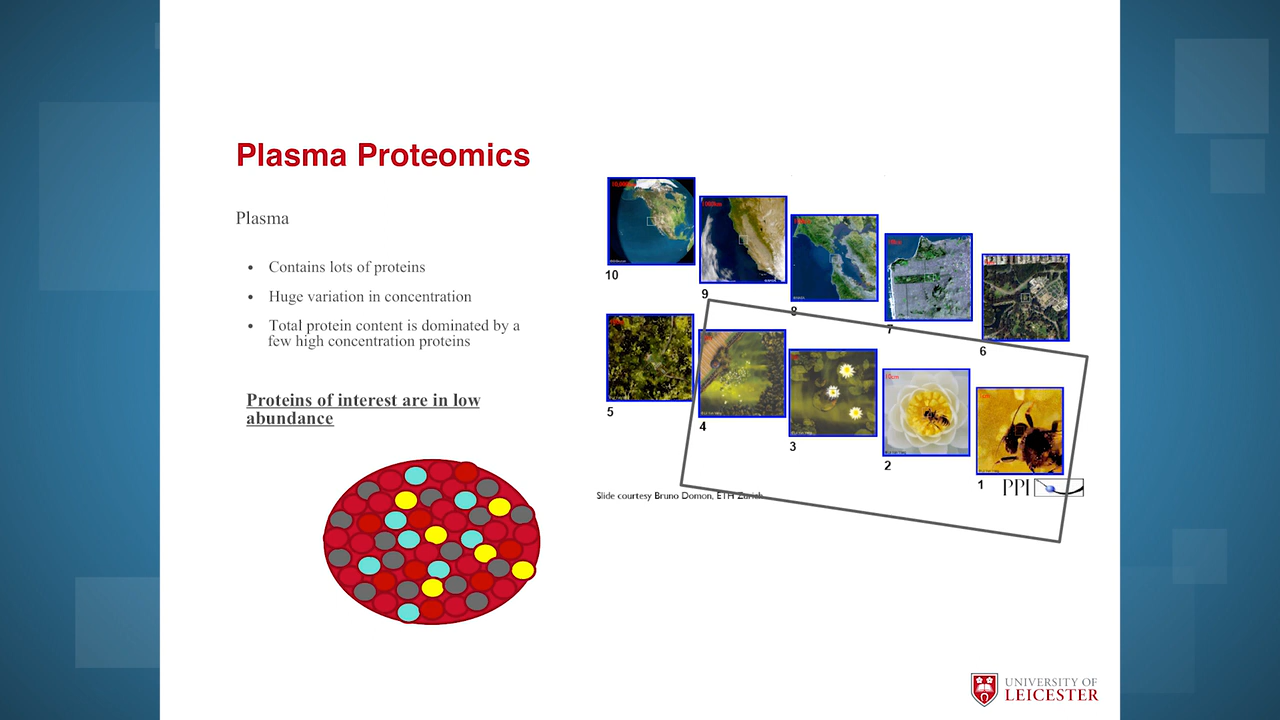 Plasma Proteomics
Plasma
• Contains lots of proteins
• Huge variation in concentration
• Total protein content is dominated by a
few high concentration proteins
Proteins of interest are in low
abundance
10
9
8
7
6
5
4
3
2
1
Slide courtesy Bruno Domon, ETH Zurich
PPI
UNIVERSITY OF
LEICESTER